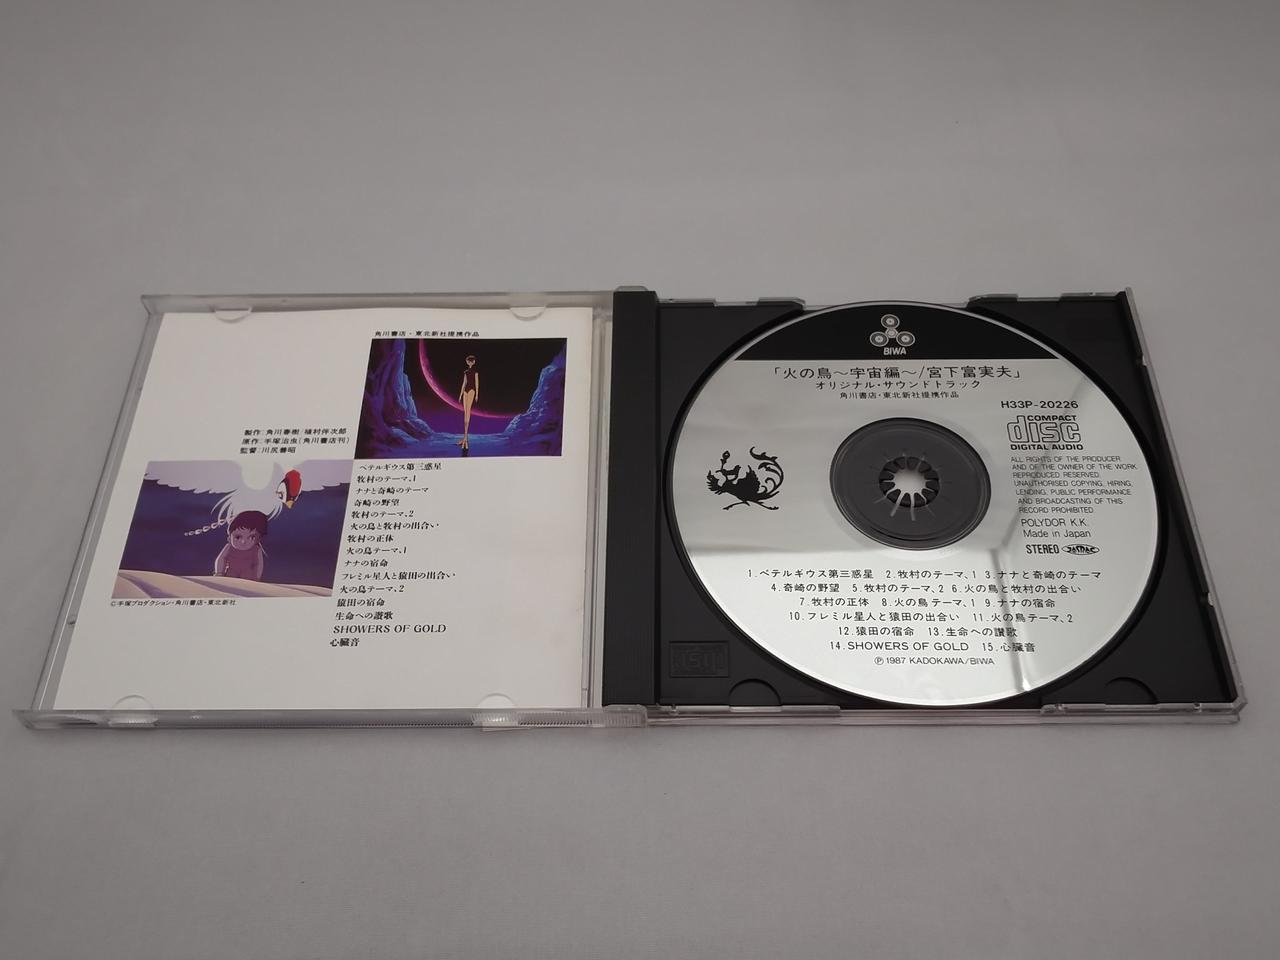 角川書店・東北新社提携作品
製作:角川春樹/植村伴次郎
原作:手塚治虫(角川書店刊)
監督:川尻善昭
ベテルギウス第三惑星
牧村のテーマ、1
ナナと奇崎のテーマ
奇崎の野望
牧村のテーマ、2
火の鳥と牧村の出合い
牧村の正体
火の鳥テーマ、1
ナナの宿命
フレミル星人と猿田の出合い
火の鳥テーマ、2
猿田の宿命
生命への讃歌
SHOWERS OF GOLD
心臓音
©手塚プロダクション・角川書店・東北新社
BIWA
「火の鳥〜宇宙編〜/宮下富実夫」
オリジナル・サウンドトラック
角川書店・東北新社提携作品
H33P-20226
COMPACT
disc
DIGITAL AUDIO
ALL RIGHTS OF THE PRODUCER
AND OF THE OWNER OF THE WORK
REPRODUCED RESERVED.
UNAUTHORISED COPYING, HIRING,
LENDING, PUBLIC PERFORMANCE
AND BROADCASTING OF THIS
RECORD PROHIBITED.
POLYDOR K.K.
Made in Japan
STEREO JASRAC
1.ベテルギウス第三惑星 2.牧村のテーマ、1 3.ナナと奇崎のテーマ
4.奇崎の野望 5.牧村のテーマ、2 6.火の鳥と牧村の出合い
7.牧村の正体 8.火の鳥テーマ、1 9.ナナの宿命
10.フレミル星人と猿田の出合い 11.火の鳥テーマ、2
12.猿田の宿命 13.生命への讃歌
14.SHOWERS OF GOLD 15.心臓音
℗1987 KADOKAWA/BIWA